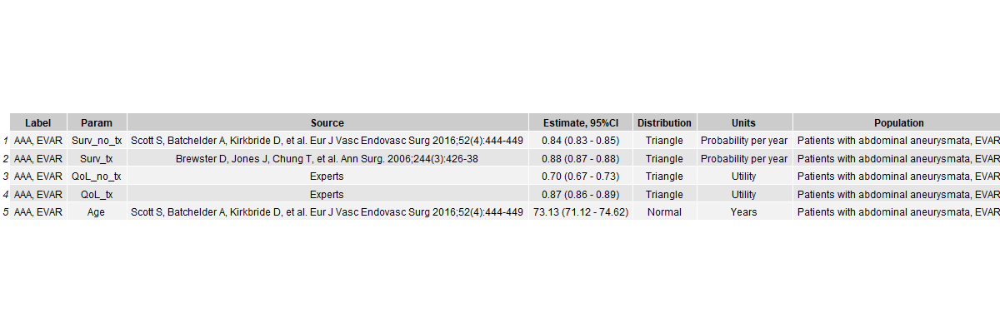 Label Param Source Estimate, 95%CI Distribution Units Population
1 AAA, EVAR Surv_no_tx Scott S, Batchelder A, Kirkbride D, et al. Eur J Vasc Endovasc Surg 2016;52(4):444-449 0.84 (0.83 - 0.85) Triangle Probability per year Patients with abdominal aneurysmata, EVAR
2 AAA, EVAR Surv_tx Brewster D, Jones J, Chung T, et al. Ann Surg. 2006;244(3):426-38 0.88 (0.87 - 0.88) Triangle Probability per year Patients with abdominal aneurysmata, EVAR
3 AAA, EVAR QoL_no_tx Experts 0.70 (0.67 - 0.73) Triangle Utility Patients with abdominal aneurysmata, EVAR
4 AAA, EVAR QoL_tx Experts 0.87 (0.86 - 0.89) Triangle Utility Patients with abdominal aneurysmata, EVAR
5 AAA, EVAR Age Scott S, Batchelder A, Kirkbride D, et al. Eur J Vasc Endovasc Surg 2016;52(4):444-449 73.13 (71.12 - 74.62) Normal Years Patients with abdominal aneurysmata, EVAR